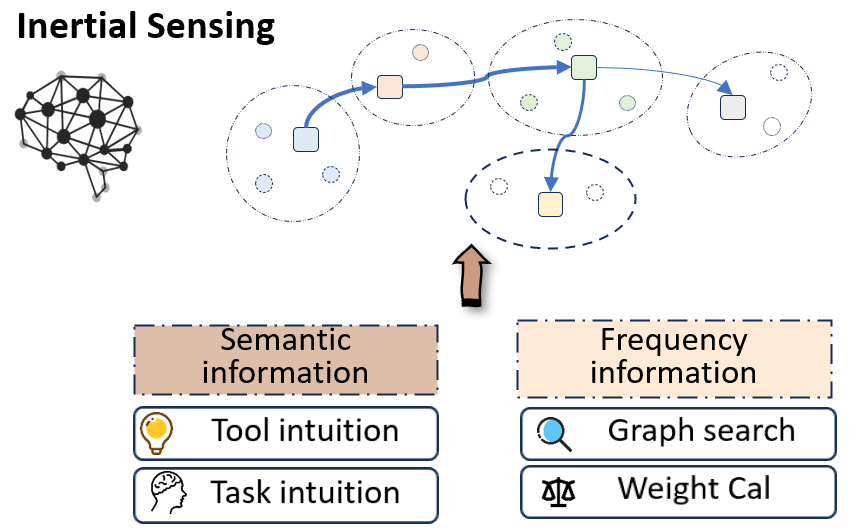 Inertial Sensing
Semantic
information
Tool intuition
Task intuition
Frequency
information
Graph search
Weight Cal